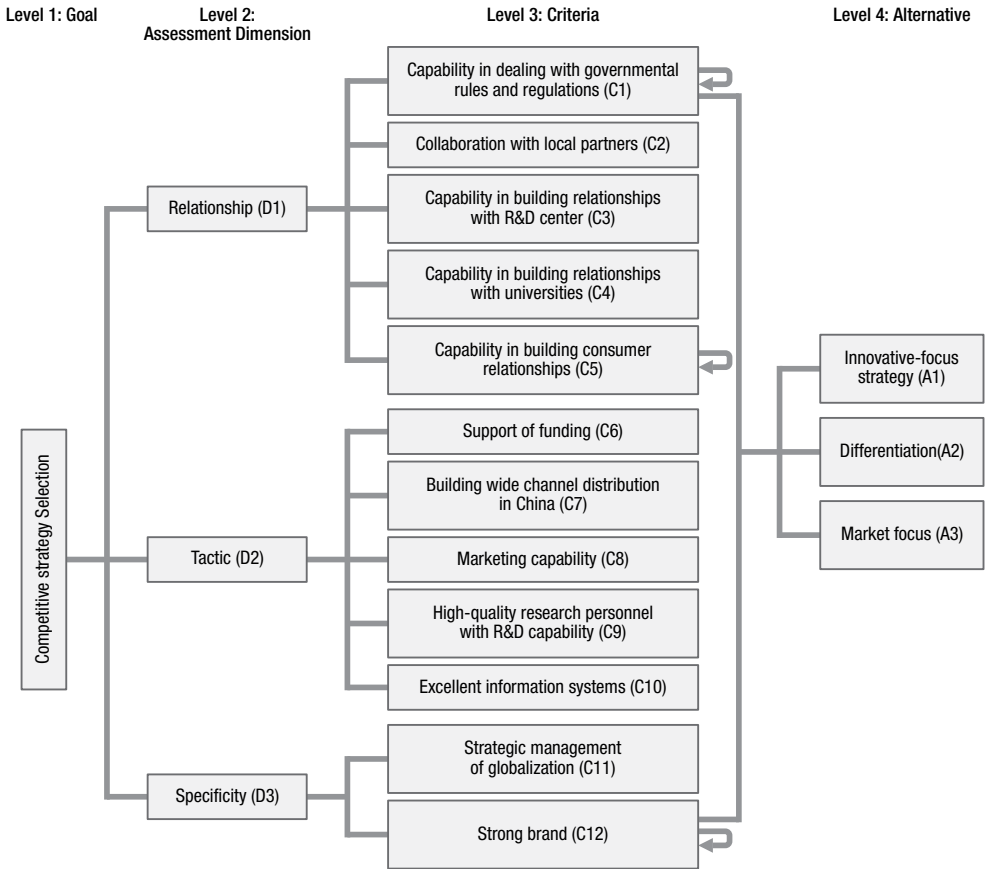 Level 1: Goal
Level 2:
Assessment Dimension
Level 3: Criteria
Level 4: Alternative
Competitive strategy Selection
Relationship (D1)
Tactic (D2)
Specificity (D3)
Capability in dealing with governmental
rules and regulations (C1)
Collaboration with local partners (C2)
Capability in building relationships
with R&D center (C3)
Capability in building relationships
with universities (C4)
Capability in building consumer
relationships (C5)
Support of funding (C6)
Building wide channel distribution
in China (C7)
Marketing capability (C8)
High-quality research personnel
with R&D capability (C9)
Excellent information systems (C10)
Strategic management
of globalization (C11)
Strong brand (C12)
Innovative-focus
strategy (A1)
Differentiation(A2)
Market focus (A3)